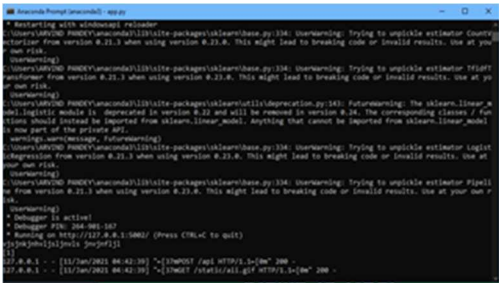 Anaconda Prompt (anaconda3) - app.py
* Restarting with windowsapi reloader
C:\Users\ARVIND PANDEY\anaconda3\lib\site-packages\sklearn\base.py:334: UserWarning: Trying to unpickle estimator CountV
ectorizer from version 0.21.3 when using version 0.23.0. This might lead to breaking code or invalid results. Use at you
r own risk.
UserWarning)
C:\Users\ARVIND PANDEY\anaconda3\lib\site-packages\sklearn\base.py:334: UserWarning: Trying to unpickle estimator TfidfT
ransformer from version 0.21.3 when using version 0.23.0. This might lead to breaking code or invalid results. Use at yo
ur own risk.
UserWarning)
C:\Users\ARVIND PANDEY\anaconda3\lib\site-packages\sklearn\utils\deprecation.py:143: FutureWarning: The sklearn.linear_m
odel.logistic module is deprecated in version 0.22 and will be removed in version 0.24. The corresponding classes / fun
ctions should instead be imported from sklearn.linear_model. Anything that cannot be imported from sklearn.linear_model
is now part of the private API.
warnings.warn(message, FutureWarning)
C:\Users\ARVIND PANDEY\anaconda3\lib\site-packages\sklearn\base.py:334: UserWarning: Trying to unpickle estimator Logist
icRegression from version 0.21.3 when using version 0.23.0. This might lead to breaking code or invalid results. Use at
your own risk.
UserWarning)
C:\Users\ARVIND PANDEY\anaconda3\lib\site-packages\sklearn\base.py:334: UserWarning: Trying to unpickle estimator Pipeli
ne from version 0.21.3 when using version 0.23.0. This might lead to breaking code or invalid results. Use at your own r
isk.
UserWarning)
* Debugger is active!
* Debugger PIN: 264-901-167
* Running on http://127.0.0.1:5002/ (Press CTRL+C to quit)
[1]
127.0.0.1 - - [11/Jan/2021 04:42:39] "←[37mPOST /api HTTP/1.1←[0m" 200 -
127.0.0.1 - - [11/Jan/2021 04:42:39] "←[37mGET /static/all.gif HTTP/1.1←[0m" 200 -